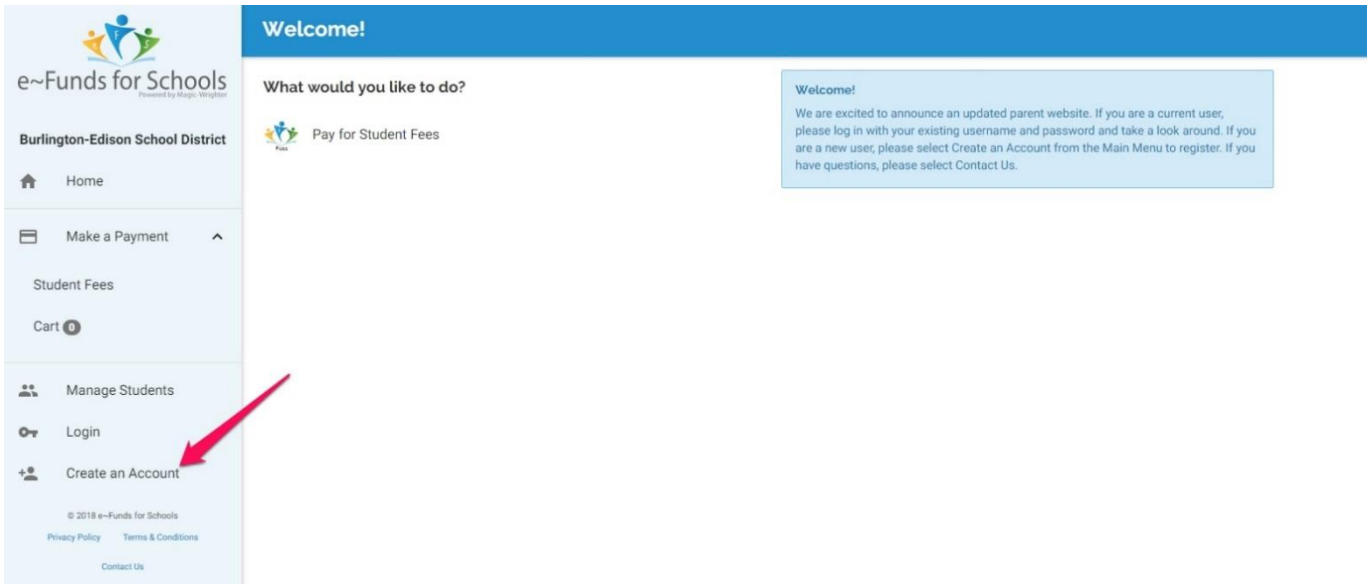 e~Funds for Schools
Powered by Magic-Wrighter
Burlington-Edison School District
Home
Make a Payment
Student Fees
Cart 0
Manage Students
Login
Create an Account
© 2018 e~Funds for Schools
Privacy Policy Terms & Conditions
Contact Us
Welcome!
What would you like to do?
Pay for Student Fees
Welcome!
We are excited to announce an updated parent website. If you are a current user,
please log in with your existing username and password and take a look around. If you
are a new user, please select Create an Account from the Main Menu to register. If you
have questions, please select Contact Us.